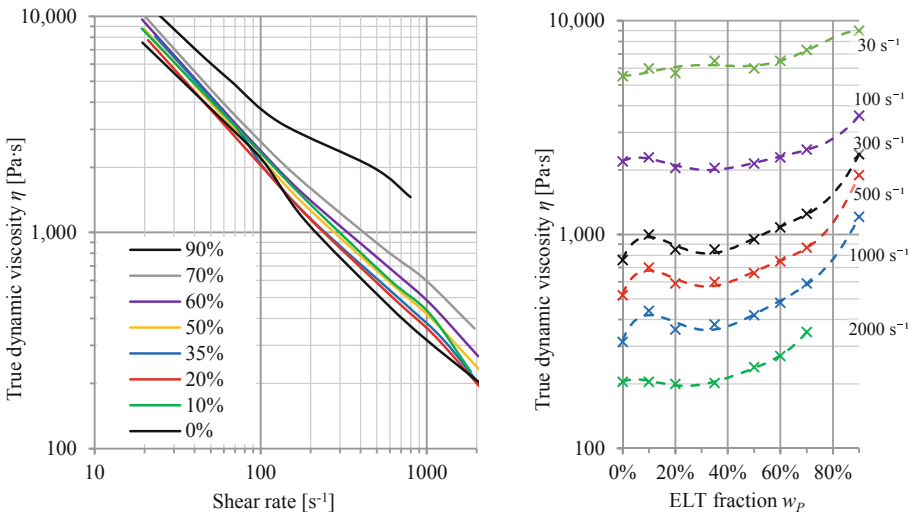 10,000
1,000
100
10
100
1000
True dynamic viscosity η [Pa·s]
Shear rate [s⁻¹]
90%
70%
60%
50%
35%
20%
10%
0%
10,000
1,000
100
0%
20%
40%
60%
80%
True dynamic viscosity η [Pa·s]
ELT fraction wₚ
30 s⁻¹
100 s⁻¹
300 s⁻¹
500 s⁻¹
1000 s⁻¹
2000 s⁻¹